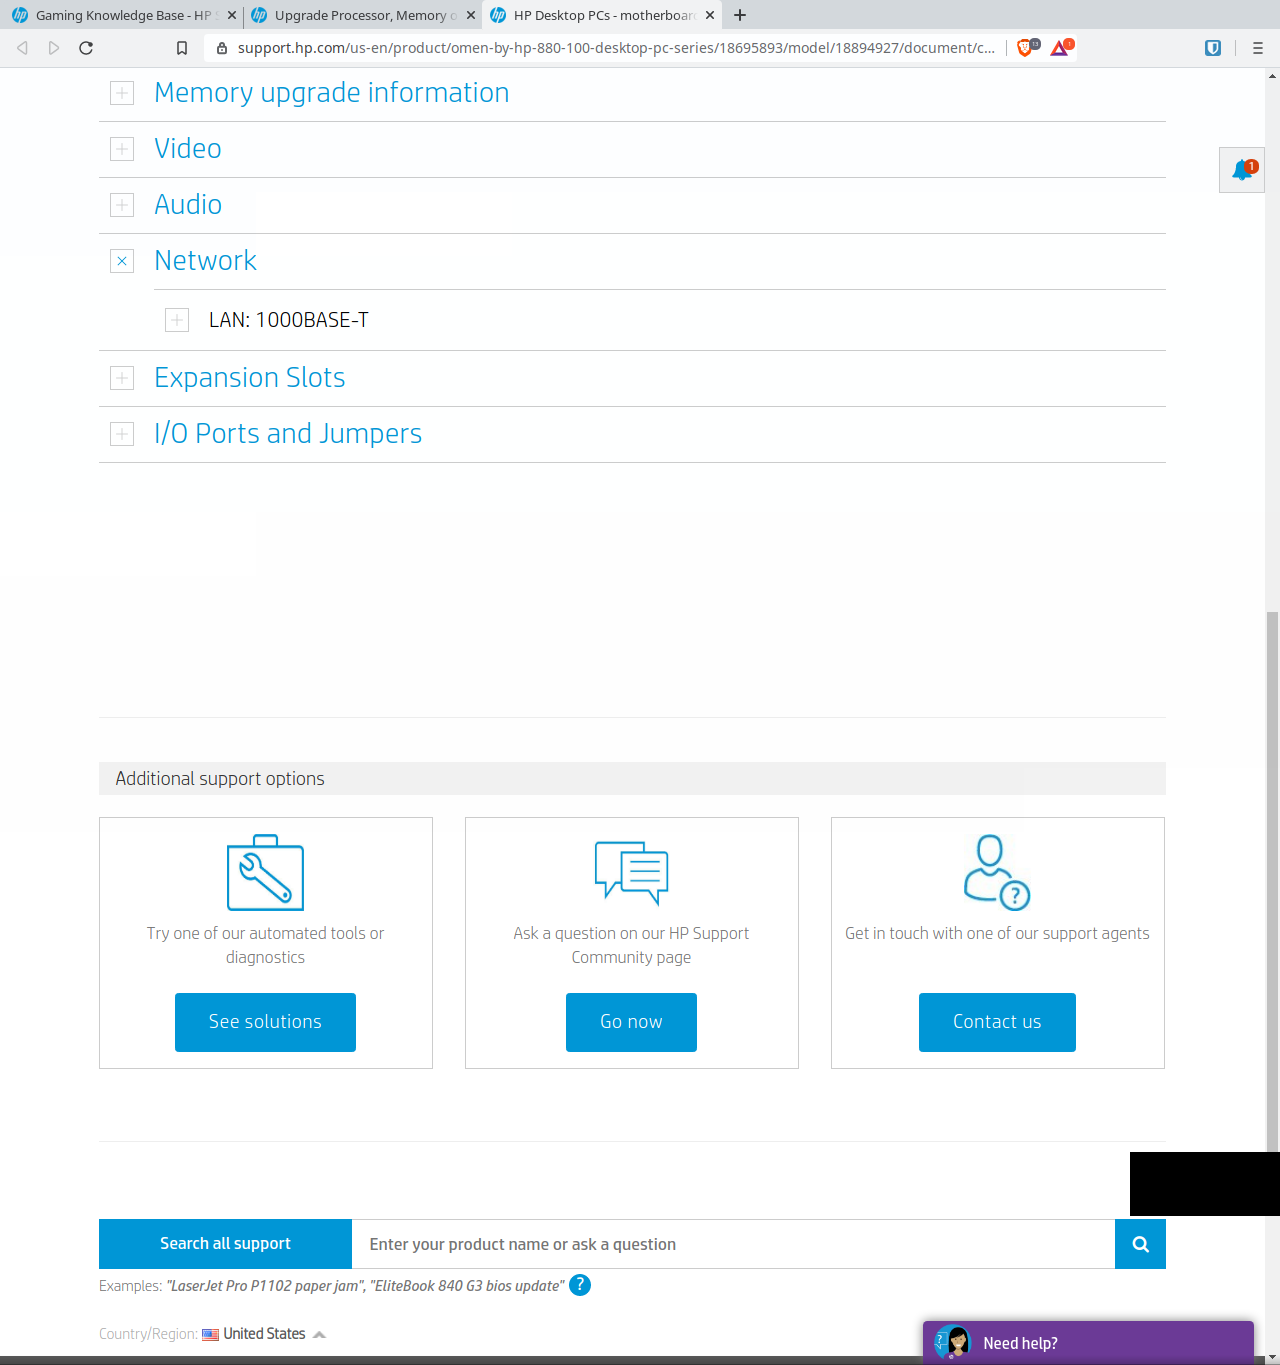 Gaming Knowledge Base - HP S
Upgrade Processor, Memory o
HP Desktop PCs - motherboar
support.hp.com/us-en/product/omen-by-hp-880-100-desktop-pc-series/18695893/model/18894927/document/c...
Memory upgrade information
Video
1
Audio
Network
LAN: 1000BASE-T
Expansion Slots
I/O Ports and Jumpers
Additional support options
Try one of our automated tools or
diagnostics
See solutions
Ask a question on our HP Support
Community page
Go now
Get in touch with one of our support agents
Contact us
Search all support
Enter your product name or ask a question
Examples: "LaserJet Pro P1102 paper jam", "EliteBook 840 G3 bios update" ?
Country/Region: United States
Need help?